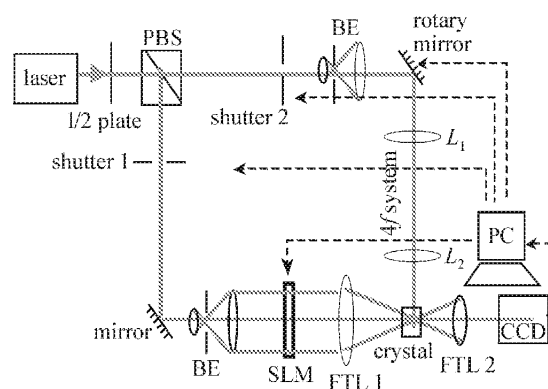 rotary
mirror
PBS
BE
laser
1/2 plate
shutter 2
L1
shutter 1
4f system
PC
L2
mirror
BE
SLM
FTL 1
crystal
FTL 2
CCD